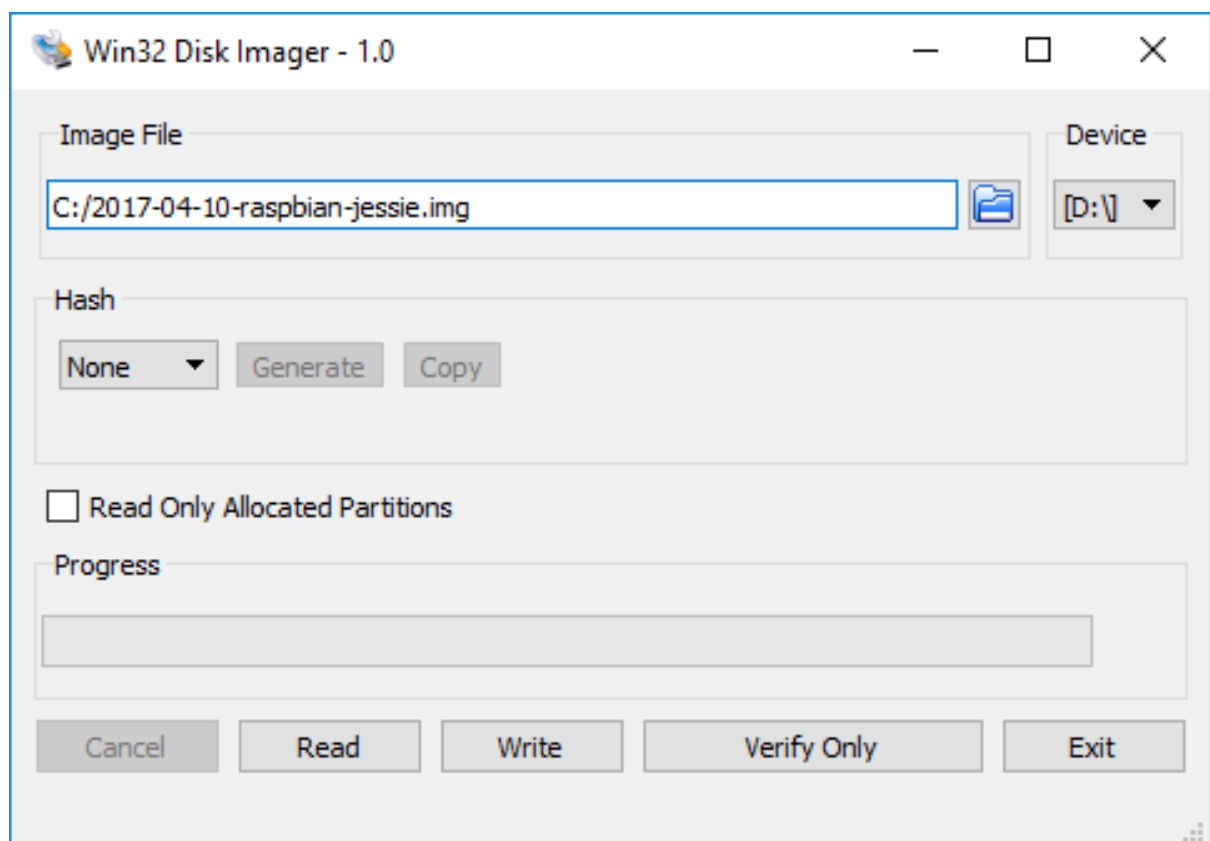 Win32 Disk Imager - 1.0
Image File
Device
C:/2017-04-10-raspbian-jessie.img
[D:\]
Hash
None
Generate
Copy
Read Only Allocated Partitions
Progress
Cancel
Read
Write
Verify Only
Exit